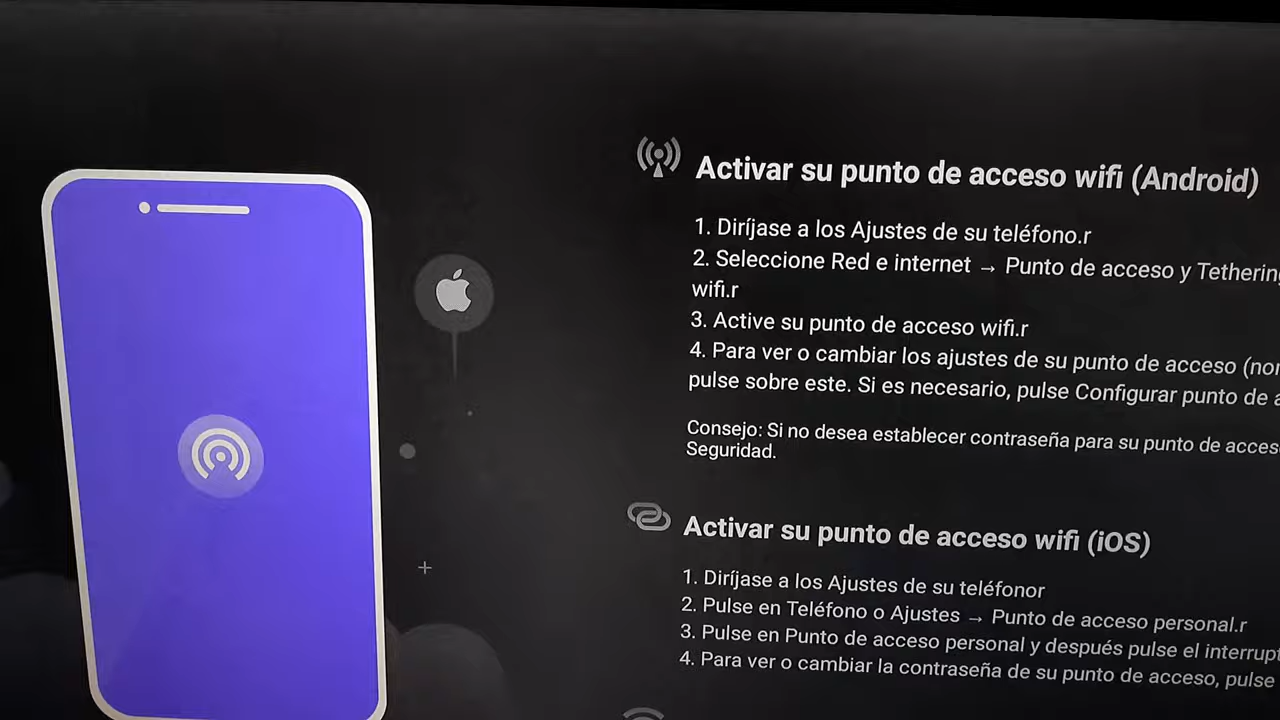 Activar su punto de acceso wifi (Android)
1. Diríjase a los Ajustes de su teléfono.r
2. Seleccione Red e internet → Punto de acceso y Tethering
wifi.r
3. Active su punto de acceso wifi.r
4. Para ver o cambiar los ajustes de su punto de acceso
pulse sobre este. Si es necesario, pulse Configurar punto de
Consejo: Si no desea establecer contraseña para su punto de
Seguridad.
Activar su punto de acceso wifi (iOS)
1. Diríjase a los Ajustes de su teléfonor
2. Pulse en Teléfono o Ajustes → Punto de acceso personal.r
3. Pulse en Punto de acceso personal y después pulse el
4. Para ver o cambiar la contraseña de su punto de acceso, pulse